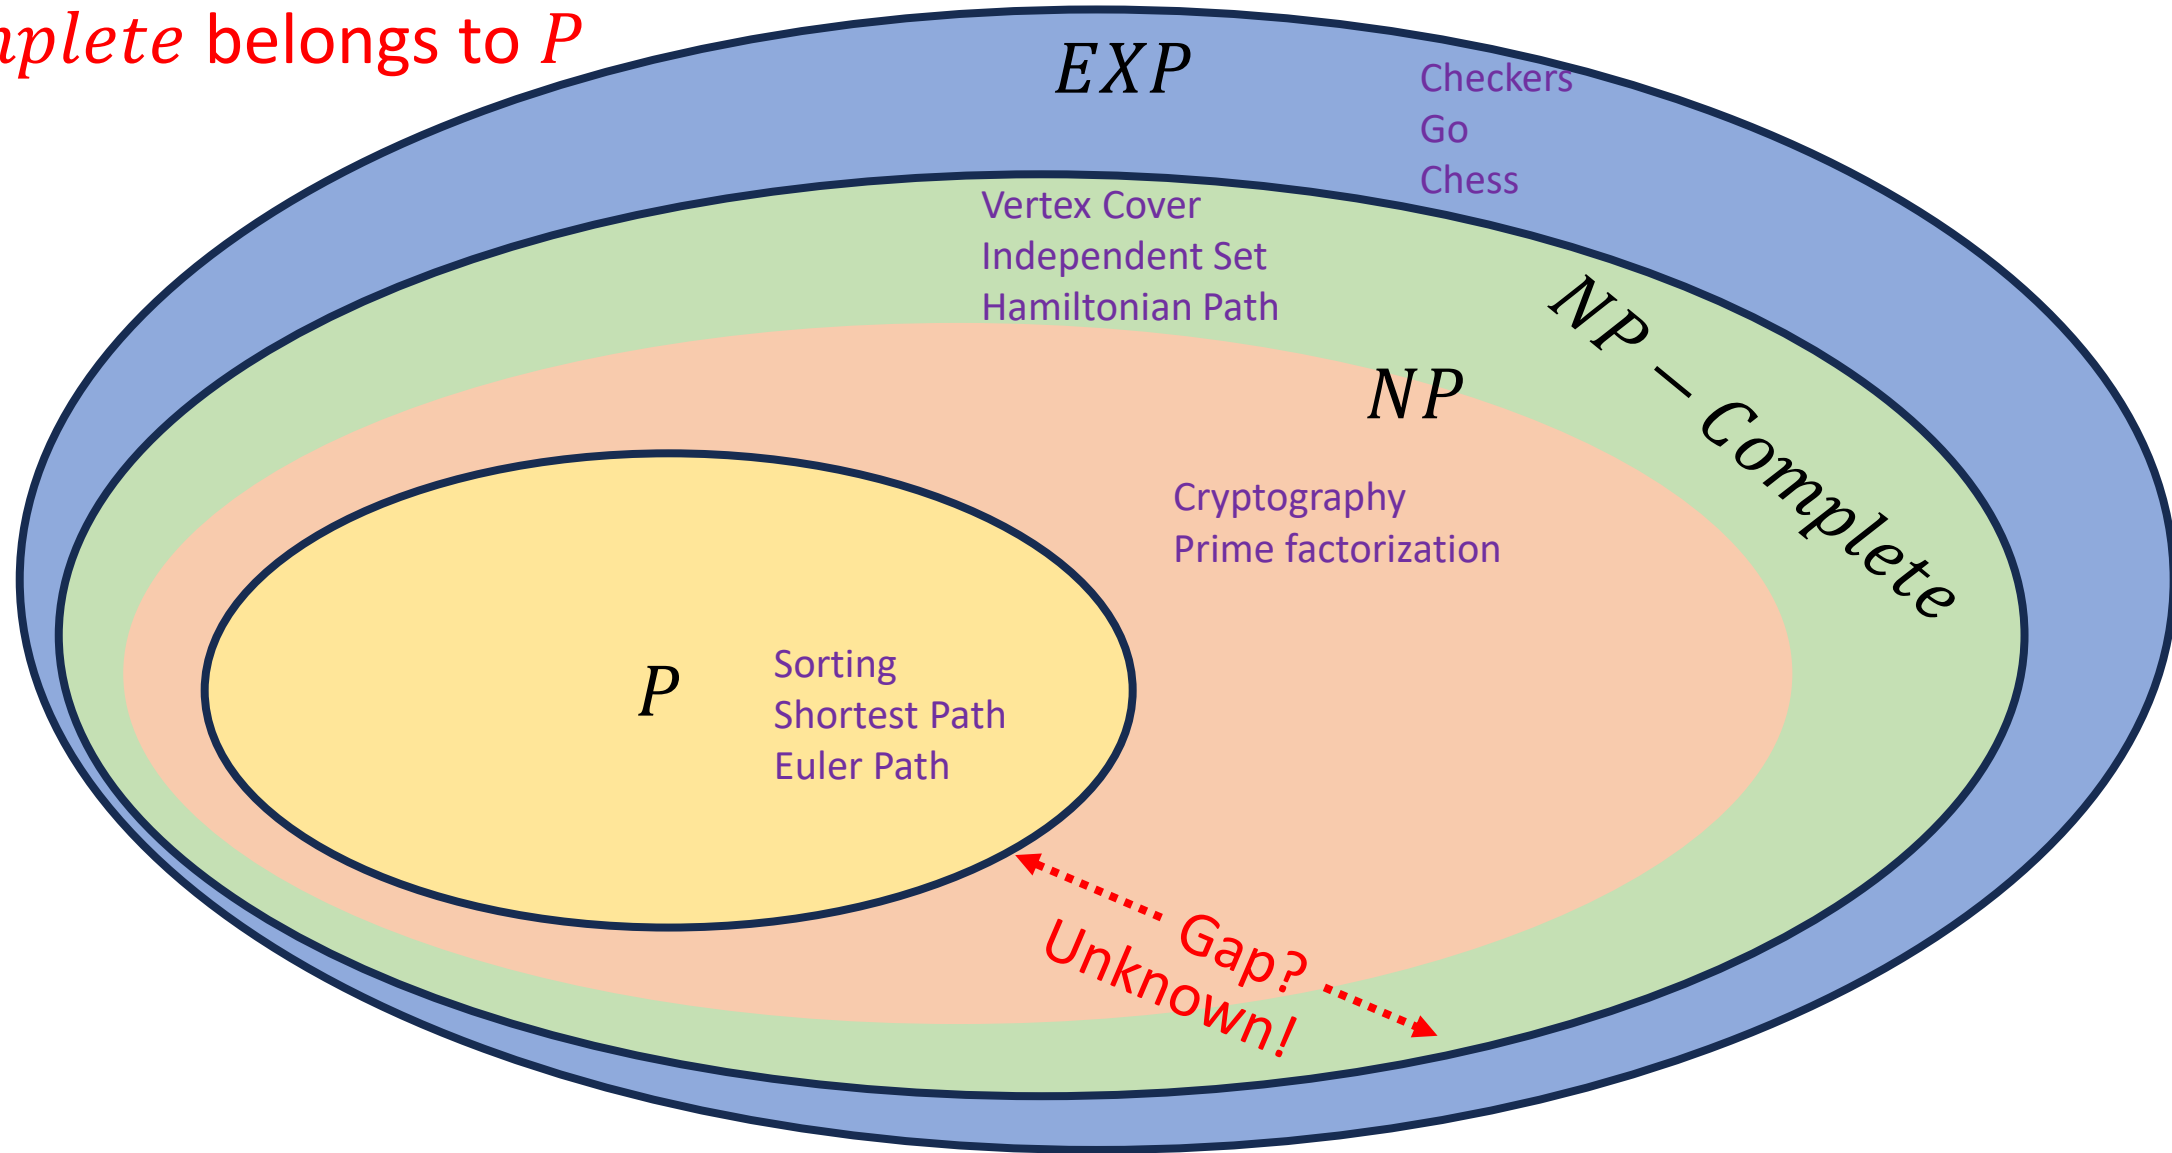 belongs to P
EXP
Checkers
Go
Chess
Vertex Cover
Independent Set
Hamiltonian Path
NP – Complete
NP
Cryptography
Prime factorization
P
Sorting
Shortest Path
Euler Path
Gap?
Unknown!